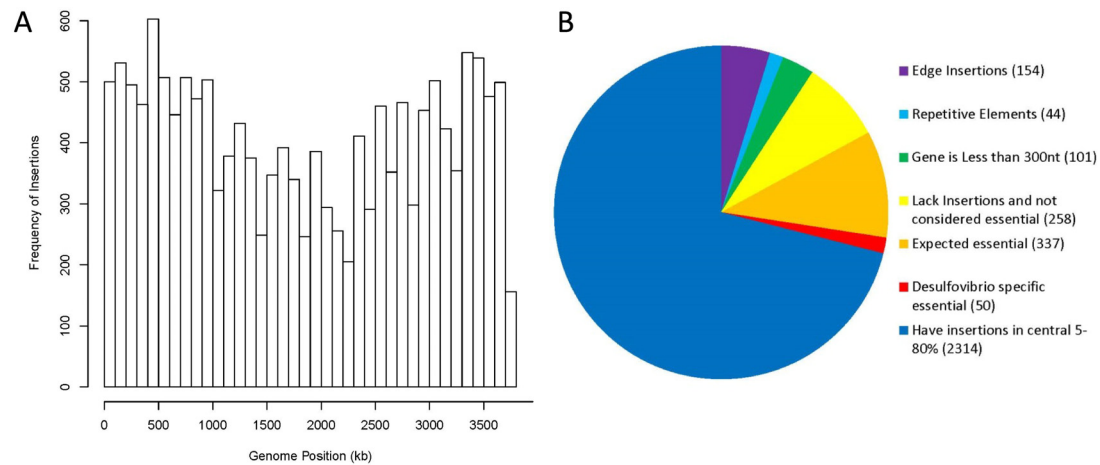 A
B
600
500
400
300
200
100
0
Frequency of Insertions
0 500 1000 1500 2000 2500 3000 3500
Genome Position (kb)
Edge Insertions (154)
Repetitive Elements (44)
Gene is Less than 300nt (101)
Lack Insertions and not
considered essential (258)
Expected essential (337)
Desulfovibrio specific
essential (50)
Have insertions in central 5-
80% (2314)